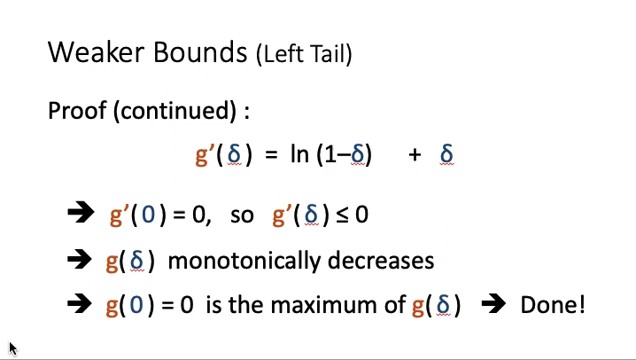 Weaker Bounds (Left Tail)
Proof (continued) :
g’(δ) = ln (1–δ) + δ
➔ g’(0) = 0, so g’(δ) ≤ 0
➔ g(δ) monotonically decreases
➔ g(0) = 0 is the maximum of g(δ) ➔ Done!